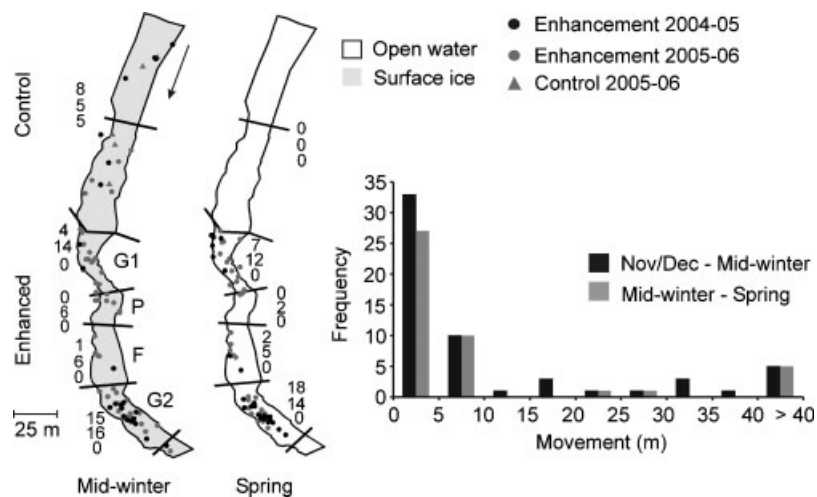 Open water
Surface ice
Enhancement 2004-05
Enhancement 2005-06
Control 2005-06
Control
Enhanced
8
5
5
4
14
0
G1
0
6
0
P
1
6
0
F
15
16
0
G2
25 m
Mid-winter
0
0
0
7
12
0
0
2
0
2
5
0
18
14
0
Spring
Frequency
35
30
25
20
15
10
5
0
Nov/Dec - Mid-winter
Mid-winter - Spring
0 5 10 15 20 25 30 35 40 > 40
Movement (m)